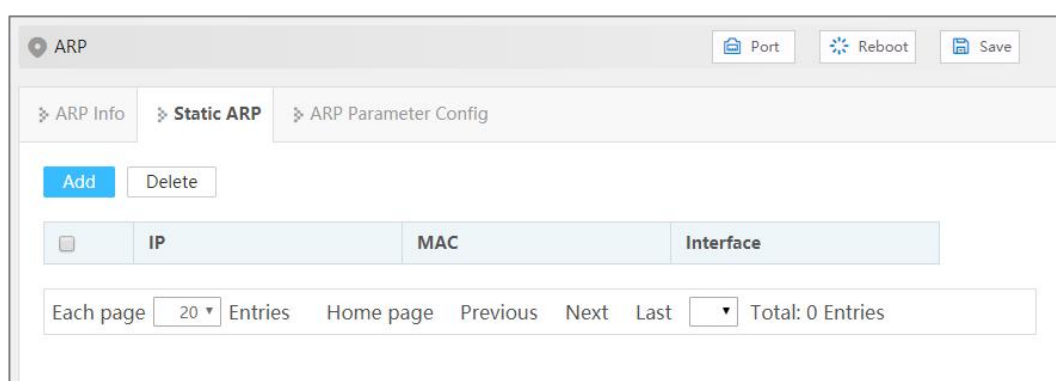 ARP Port Reboot Save
ARP Info Static ARP ARP Parameter Config
Add Delete
IP MAC Interface
Each page 20 Entries Home page Previous Next Last Total: 0 Entries